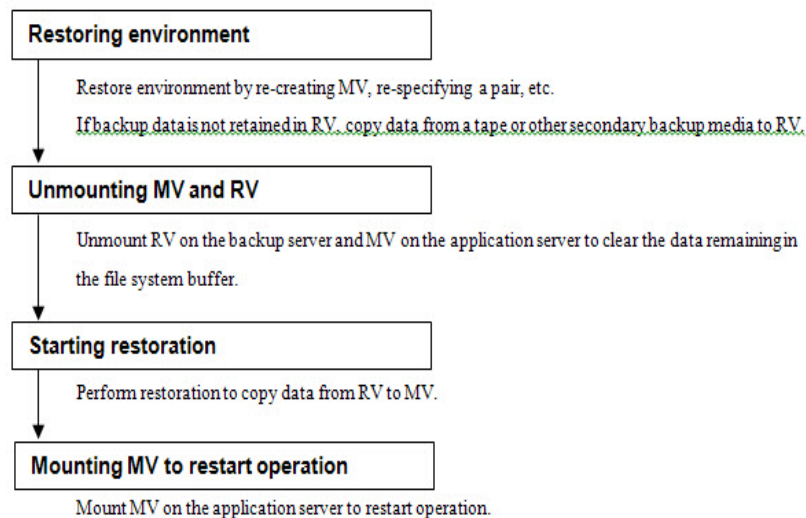 Restoring environment
Restore environment by re-creating MV, re-specifying a pair, etc.
If backup data is not retained in RV, copy data from a tape or other secondary backup media to RV.
Unmounting MV and RV
Unmount RV on the backup server and MV on the application server to clear the data remaining in
the file system buffer.
Starting restoration
Perform restoration to copy data from RV to MV.
Mounting MV to restart operation
Mount MV on the application server to restart operation.